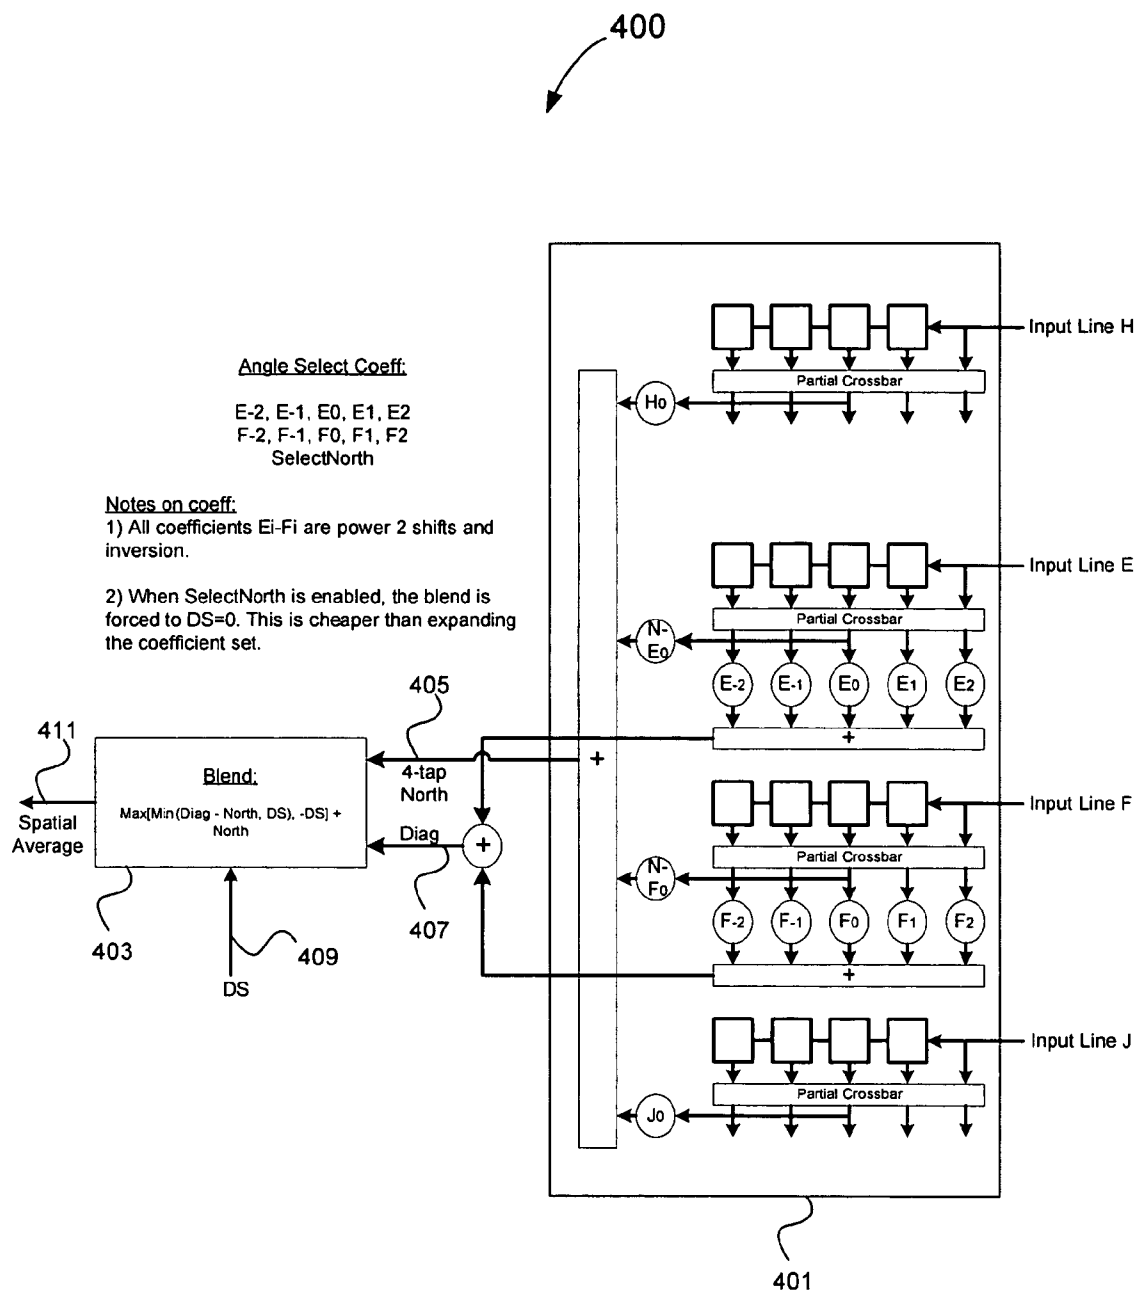 400
Input Line H
Partial Crossbar
H0
Angle Select Coeff:
E-2, E-1, E0, E1, E2
F-2, F-1, F0, F1, F2
SelectNorth
Notes on coeff:
1) All coefficients Ei-Fi are power 2 shifts and
inversion.
2) When SelectNorth is enabled, the blend is
forced to DS=0. This is cheaper than expanding
the coefficient set.
Input Line E
Partial Crossbar
N-
E0
E-2 E-1 E0 E1 E2
+
405
4-tap
North
+
411
Spatial
Average
Blend:
Max[Min(Diag - North, DS), -DS] +
North
Diag
+
407
403
409
DS
Input Line F
Partial Crossbar
N-
F0
F-2 F-1 F0 F1 F2
+
Input Line J
Partial Crossbar
J0
401